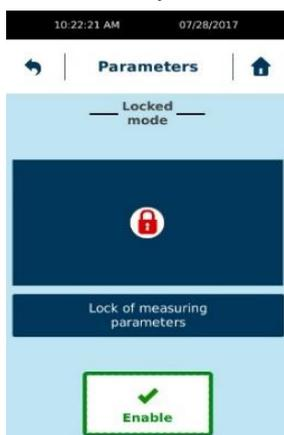 10:22:21 AM 07/28/2017
Parameters
Locked
mode
Lock of measuring
parameters
Enable